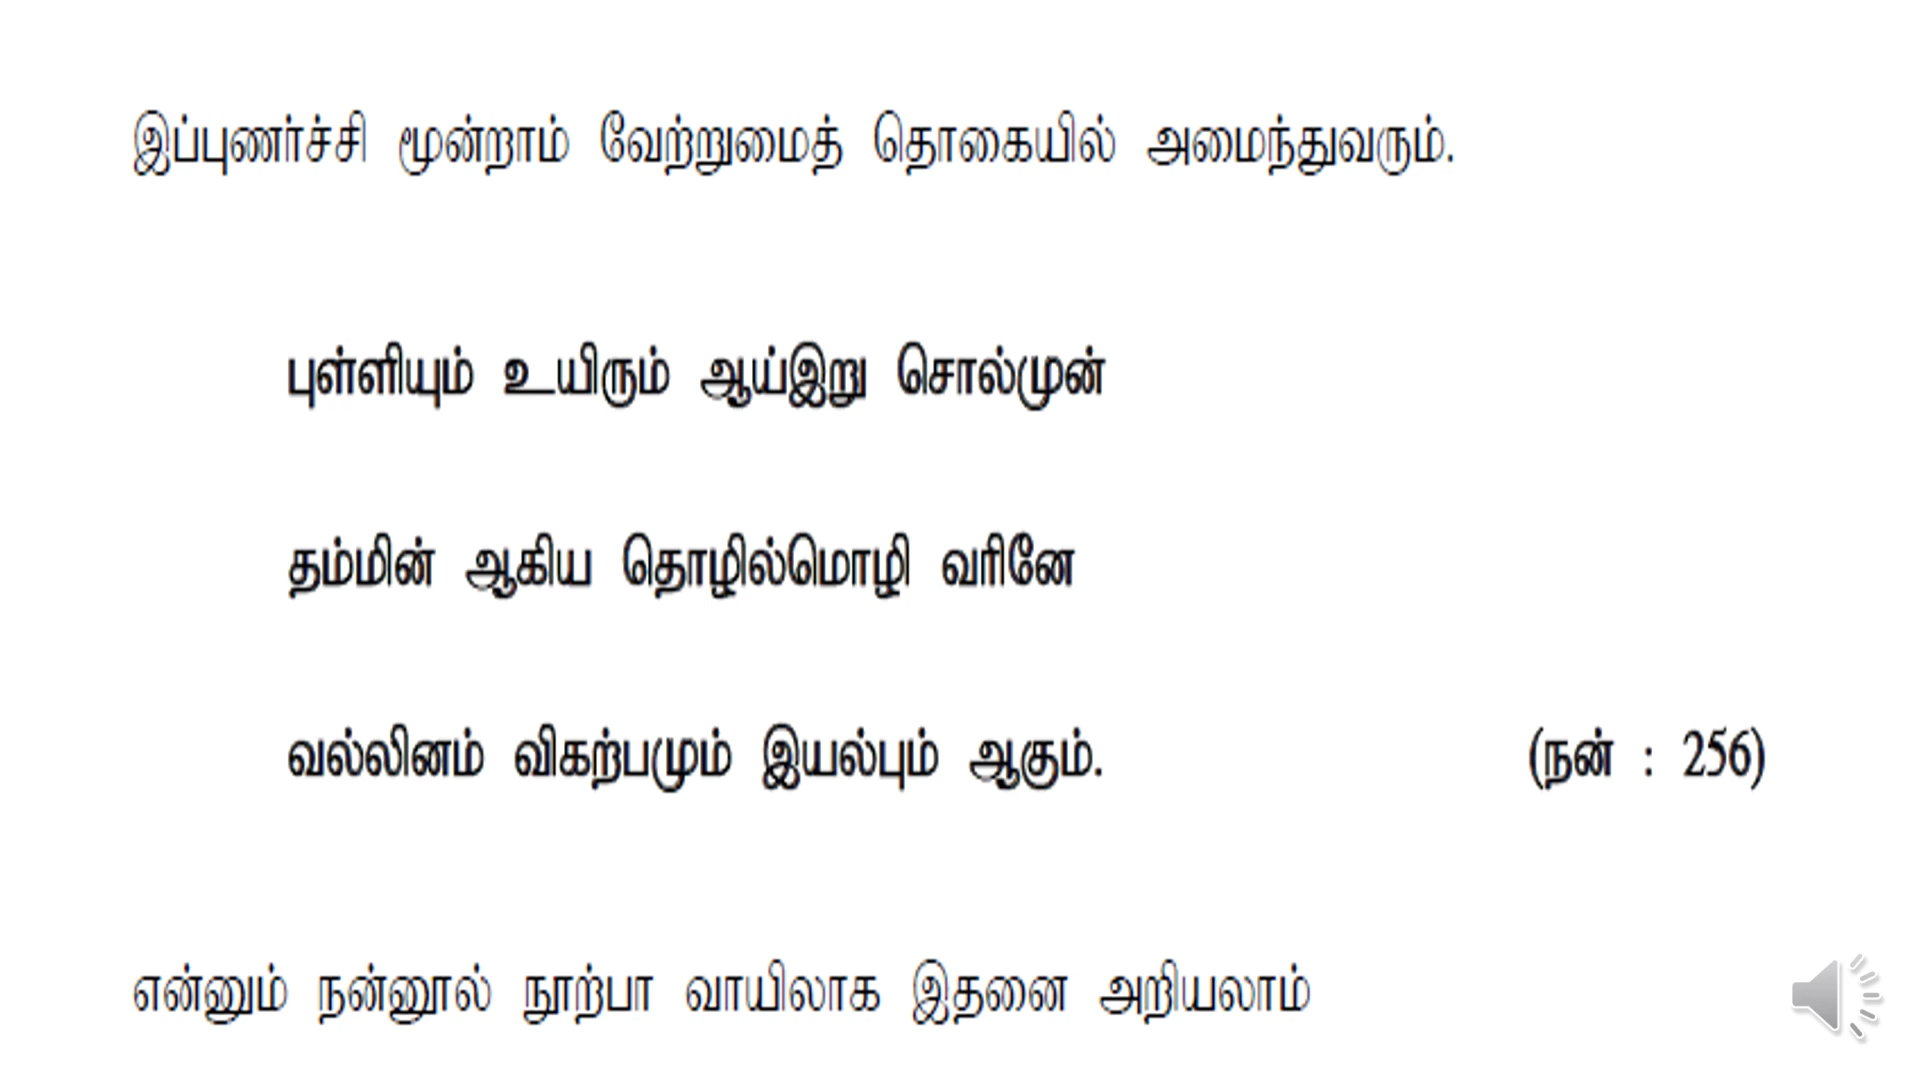 இப்புணர்ச்சி மூன்றாம் வேற்றுமைத் தொகையில் அமைந்துவரும்.
புள்ளியும் உயிரும் ஆய்இறு சொல்முன்
தம்மின் ஆகிய தொழில்மொழி வரினே
வல்லினம் விகற்பமும் இயல்பும் ஆகும். (நன் : 256)
என்னும் நன்னூல் நூற்பா வாயிலாக இதனை அறியலாம்